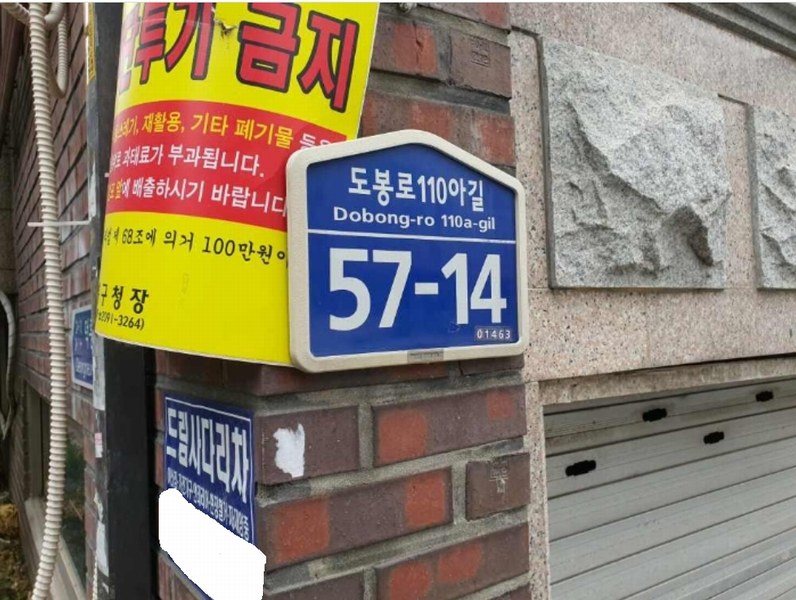 투기 금지
재활용, 기타 폐기물
과태료가 부과됩니다.
배출하시기 바랍니다
제 68조에 의거 100만원
구청장
2091-3264)
도봉로110아길
Dobong-ro 110a-gil
57-14
01463
드림사다리차